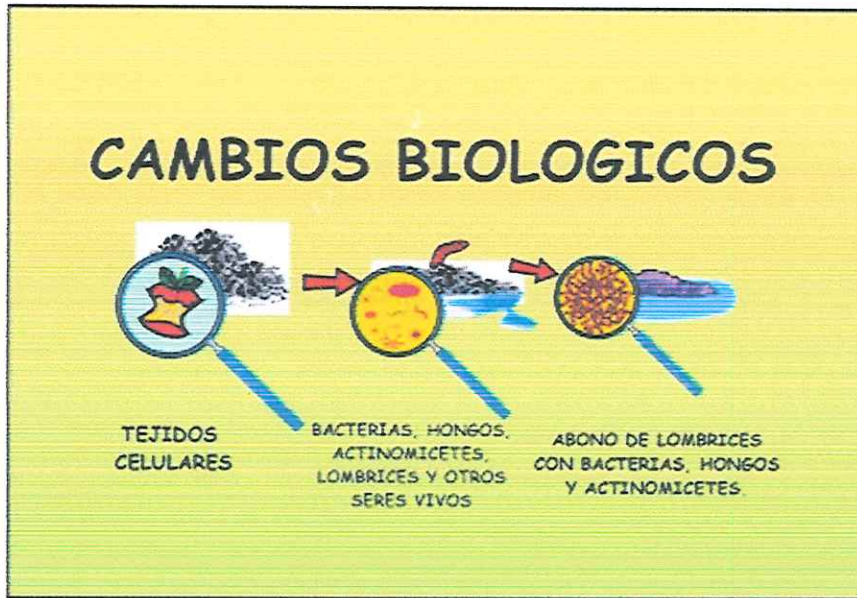 CAMBIOS BIOLOGICOS
TEJIDOS
CELULARES
BACTERIAS, HONGOS,
ACTINOMICETES,
LOMBRICES Y OTROS
SERES VIVOS
ABONO DE LOMBRICES
CON BACTERIAS, HONGOS
Y ACTINOMICETES.